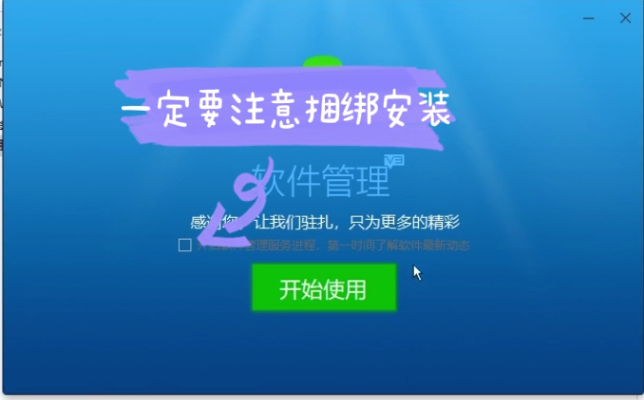 一定要注意捆绑安装
软件管理 V3
感谢您 让我们驻扎，只为更多的精彩
管理服务进程，第一时间了解软件最新动态
开始使用